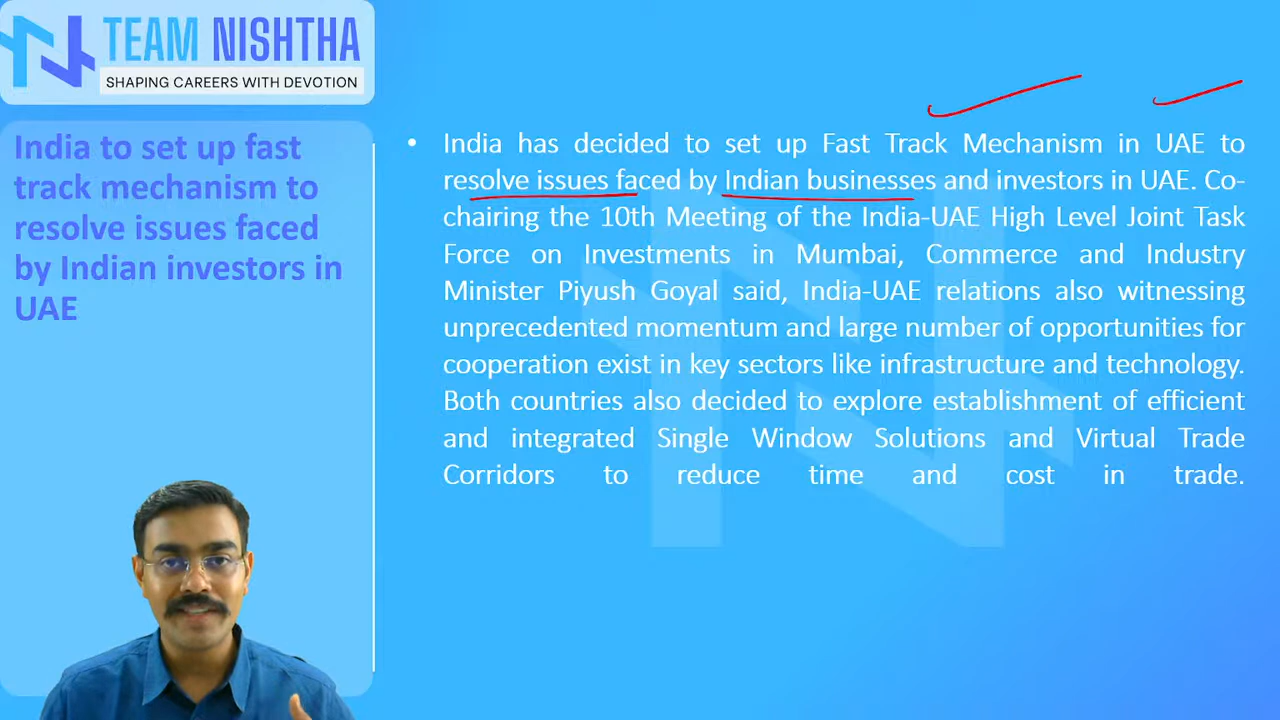 TEAM NISHTHA
SHAPING CAREERS WITH DEVOTION
India to set up fast
track mechanism to
resolve issues faced
by Indian investors in
UAE
• India has decided to set up Fast Track Mechanism in UAE to
resolve issues faced by Indian businesses and investors in UAE. Co-
chairing the 10th Meeting of the India-UAE High Level Joint Task
Force on Investments in Mumbai, Commerce and Industry
Minister Piyush Goyal said, India-UAE relations also witnessing
unprecedented momentum and large number of opportunities for
cooperation exist in key sectors like infrastructure and technology.
Both countries also decided to explore establishment of efficient
and integrated Single Window Solutions and Virtual Trade
Corridors to reduce time and cost in trade.